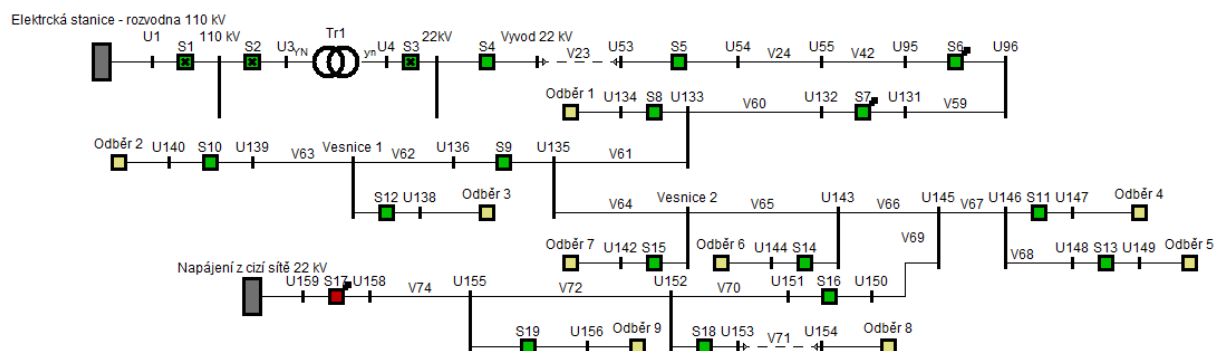 Elektrcká stanice - rozvodna 110 kV
U1 S1 110 kV S2 U3 YN Tr1 yn U4 S3 22kV S4 Vyvod 22 kV V23 U53 S5 U54 V24 U55 V42 U95 S6 U96
Odběr 1 U134 S8 U133 V60 U132 S7 U131 V59
Odběr 2 U140 S10 U139 V63 Vesnice 1 V62 U136 S9 U135 V61
S12 U138 Odběr 3 V64 Vesnice 2 V65 U143 V66 U145 V67 U146 S11 U147 Odběr 4
Odběr 7 U142 S15 Odběr 6 U144 S14 V69 V68 U148 S13 U149 Odběr 5
Napájení z cizí sítě 22 kV
U159 S17 U158 V74 U155 V72 U152 V70 U151 S16 U150
S19 U156 Odběr 9 S18 U153 V71 U154 Odběr 8